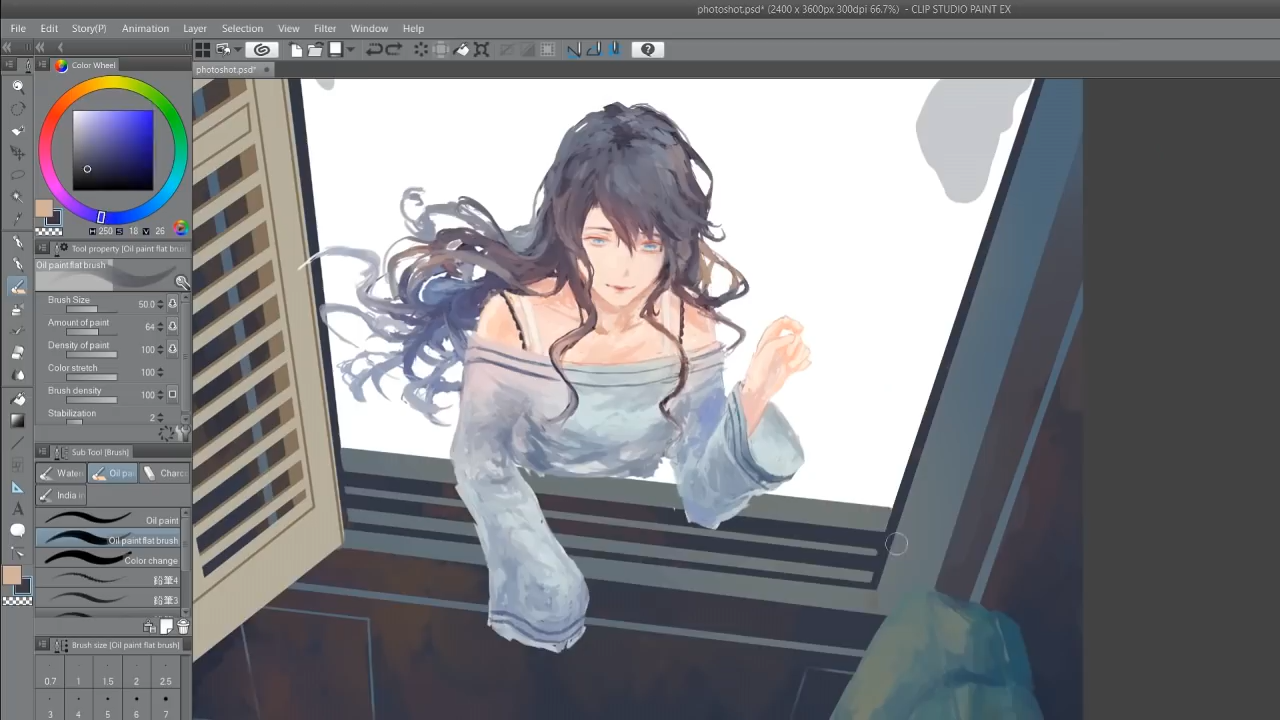 photoshot.psd* (2400 x 3600px 300dpi 66.7%) - CLIP STUDIO PAINT EX
File Edit Story(P) Animation Layer Selection View Filter Window Help
photoshot.psd*
Color Wheel
H 250 S 18 V 26
Tool property [Oil paint flat brus
Oil paint flat brush
Brush Size 50.0
Amount of paint 64
Density of paint 100
Color stretch 100
Brush density 100
Stabilization 2
Sub Tool [Brush]
Water Oil pa Charc
India in
Oil paint
Oil paint flat brush
Color change
鉛筆4
鉛筆3
Brush size [Oil paint flat brush]
0.7 1 1.5 2 2.5
3 4 5 6 7